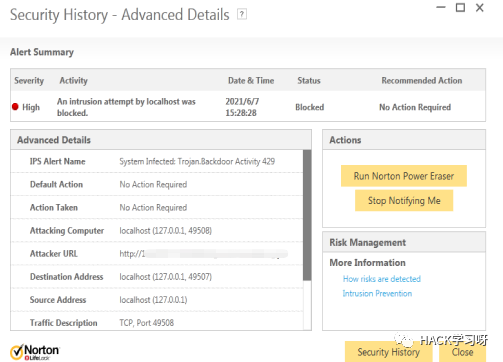 Security History - Advanced Details ?
Alert Summary
Severity Activity Date & Time Status Recommended Action
High An intrusion attempt by localhost was blocked. 2021/6/7 15:28:28 Blocked No Action Required
Advanced Details
IPS Alert Name System Infected: Trojan.Backdoor Activity 429
Default Action No Action Required
Action Taken No Action Required
Attacking Computer localhost (127.0.0.1, 49508)
Attacker URL http://1
Destination Address localhost (127.0.0.1, 49507)
Source Address localhost (127.0.0.1)
Traffic Description TCP, Port 49508
Actions
Run Norton Power Eraser
Stop Notifying Me
Risk Management
More Information
How risks are detected
Intrusion Prevention
Norton
LifeLock
Security History
Close
HACK学习呀